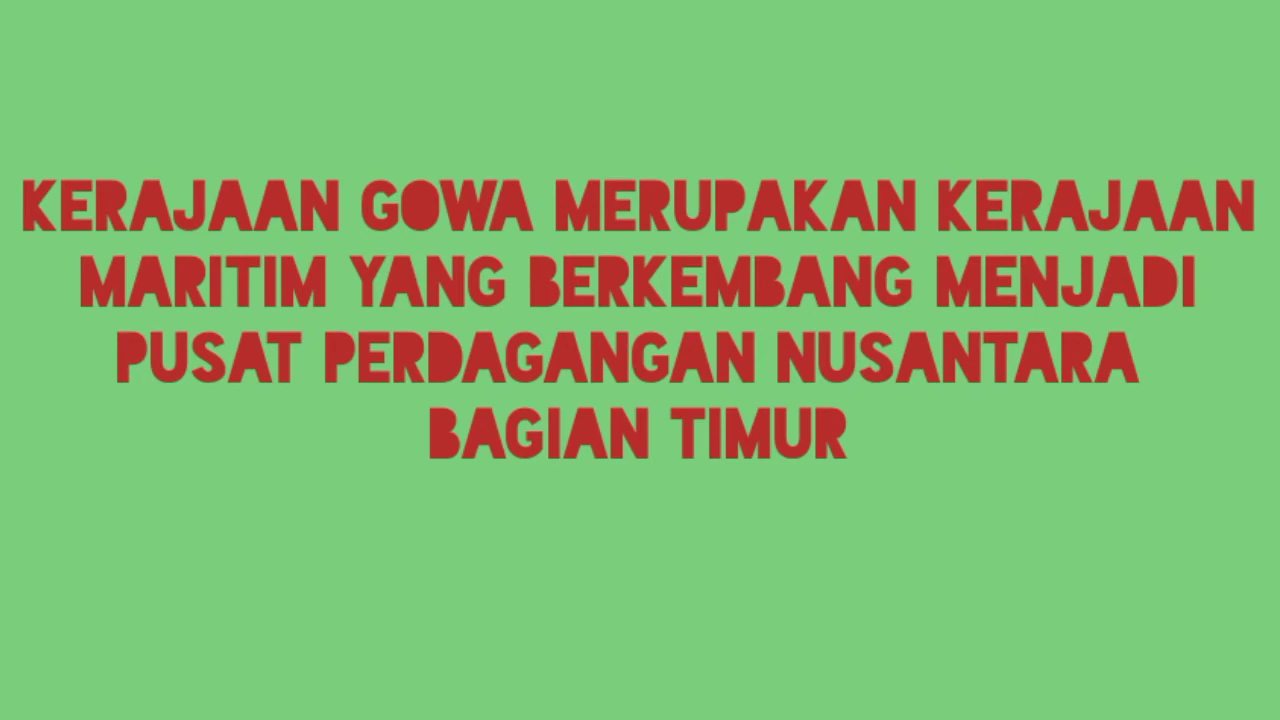 KERAJAAN GOWA MERUPAKAN KERAJAAN
MARITIM YANG BERKEMBANG MENJADI
PUSAT PERDAGANGAN NUSANTARA
BAGIAN TIMUR